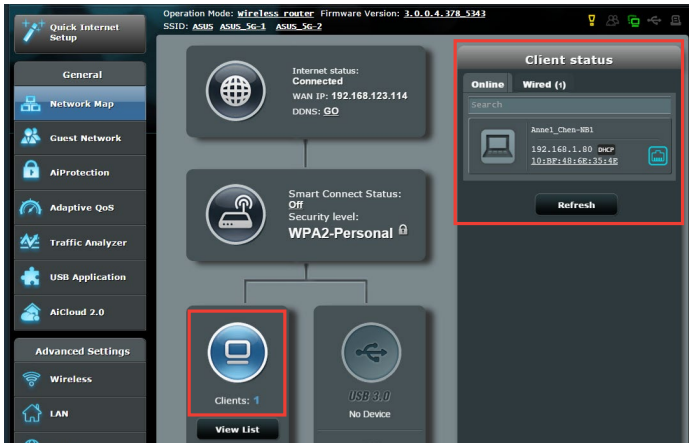 Quick Internet
Setup
Operation Mode: Wireless router Firmware Version: 3.0.0.4.378_5343
SSID: ASUS ASUS_5G-1 ASUS_5G-2
General
Network Map
Guest Network
AiProtection
Adaptive QoS
Traffic Analyzer
USB Application
AiCloud 2.0
Advanced Settings
Wireless
LAN
Internet status:
Connected
WAN IP: 192.168.123.114
DDNS: GO
Smart Connect Status:
Off
Security level:
WPA2-Personal
Clients: 1
View List
USB 3.0
No Device
Client status
Online Wired (1)
Search
Annel_Chen-NB1
192.168.1.80 DHCP
10:BF:48:6E:35:4E
Refresh